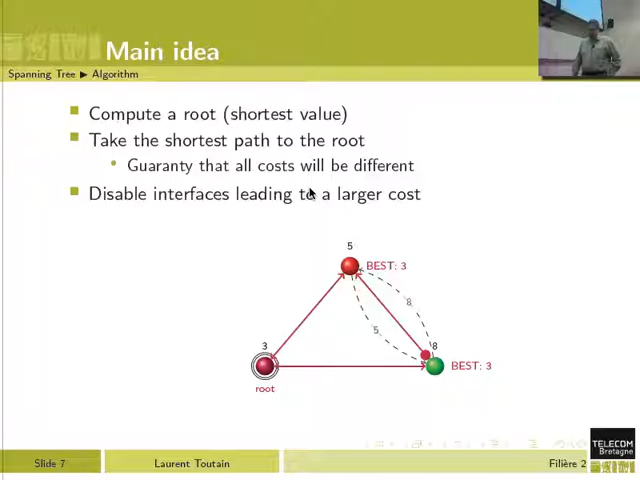 Main idea
Spanning Tree ▶ Algorithm
Compute a root (shortest value)
Take the shortest path to the root
Guaranty that all costs will be different
Disable interfaces leading to a larger cost
5
BEST: 3
8
5
3
8
BEST: 3
root
TELECOM
Bretagne
Slide 7
Laurent Toutain
Filière 2